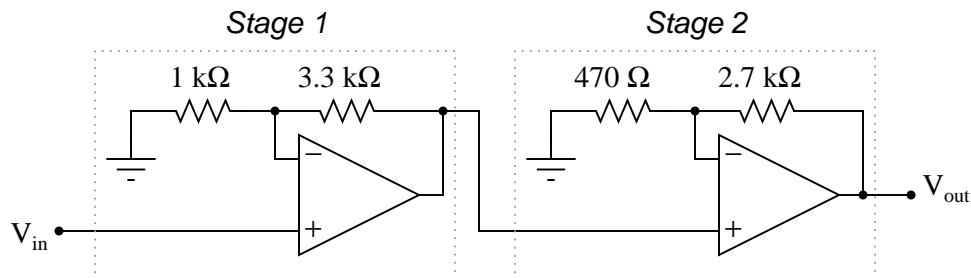 Stage 1
Stage 2
1 kΩ
3.3 kΩ
470 Ω
2.7 kΩ
−
−
V_out
V_in
+
+